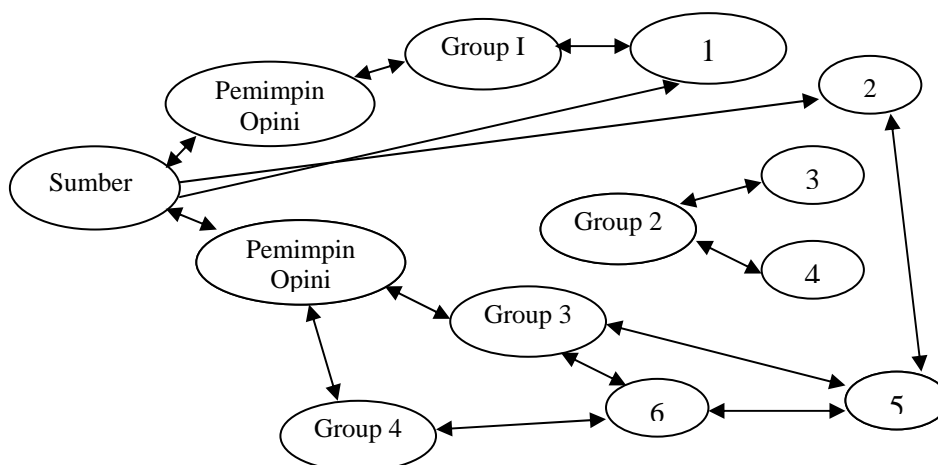 Group I
1
Pemimpin
Opini
2
Sumber
3
Group 2
Pemimpin
Opini
4
Group 3
6
5
Group 4